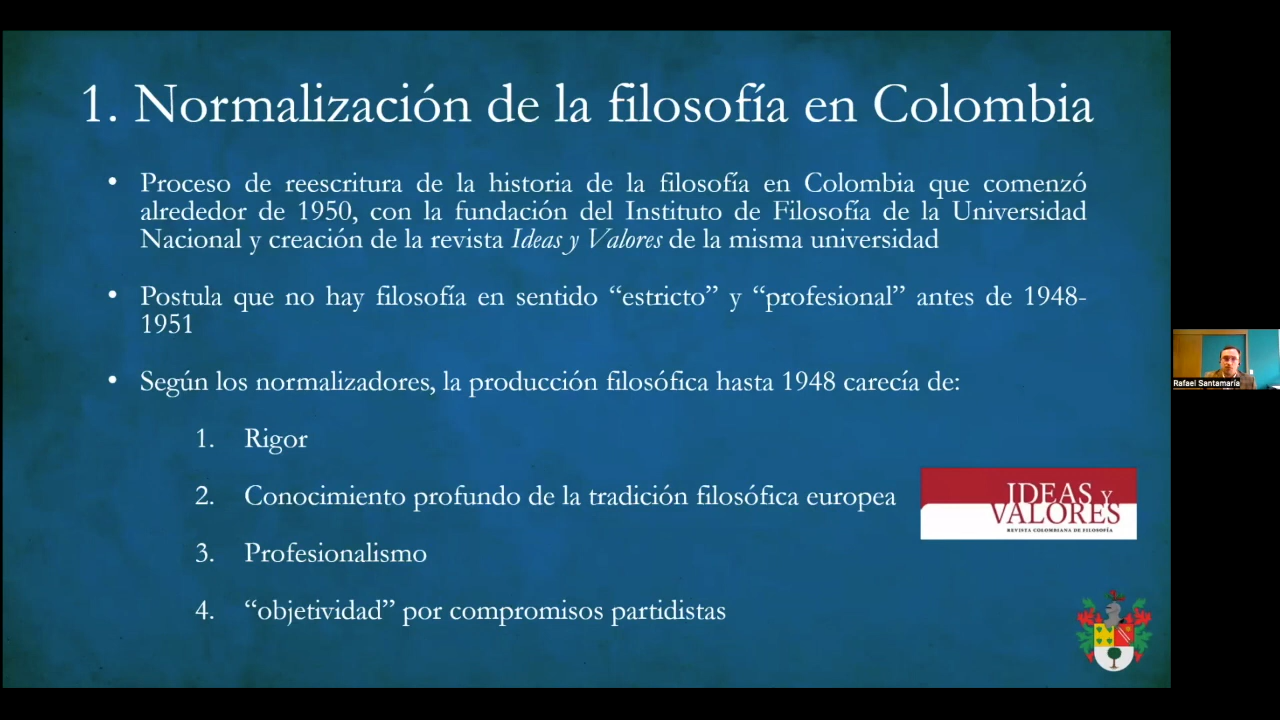 1. Normalización de la filosofía en Colombia
• Proceso de reescritura de la historia de la filosofía en Colombia que comenzó
alrededor de 1950, con la fundación del Instituto de Filosofía de la Universidad
Nacional y creación de la revista Ideas y Valores de la misma universidad
• Postula que no hay filosofía en sentido “estricto” y “profesional” antes de 1948-
1951
• Según los normalizadores, la producción filosófica hasta 1948 carecía de:
1. Rigor
2. Conocimiento profundo de la tradición filosófica europea
3. Profesionalismo
4. “objetividad” por compromisos partidistas
IDEAS Y
VALORES
REVISTA COLOMBIANA DE FILOSOFÍA
Rafael Santamaría